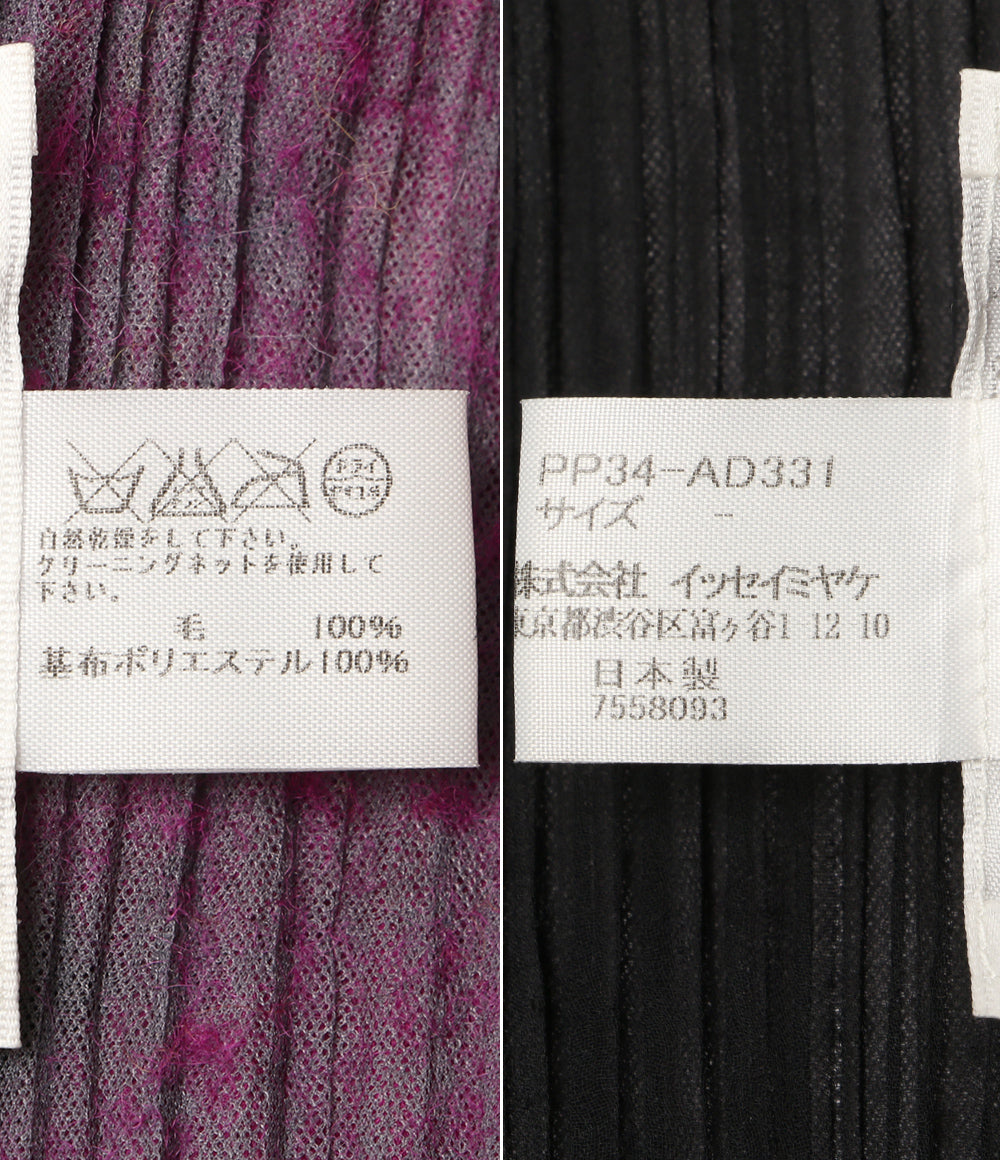 ドライ
自然乾燥をして下さい。
クリーニングネットを使用して
下さい。
毛 100%
基布ポリエステル100%
PP34-AD331
サイズ -
株式会社 イッセイミヤケ
東京都渋谷区富ヶ谷1 12 10
日本製
7558093